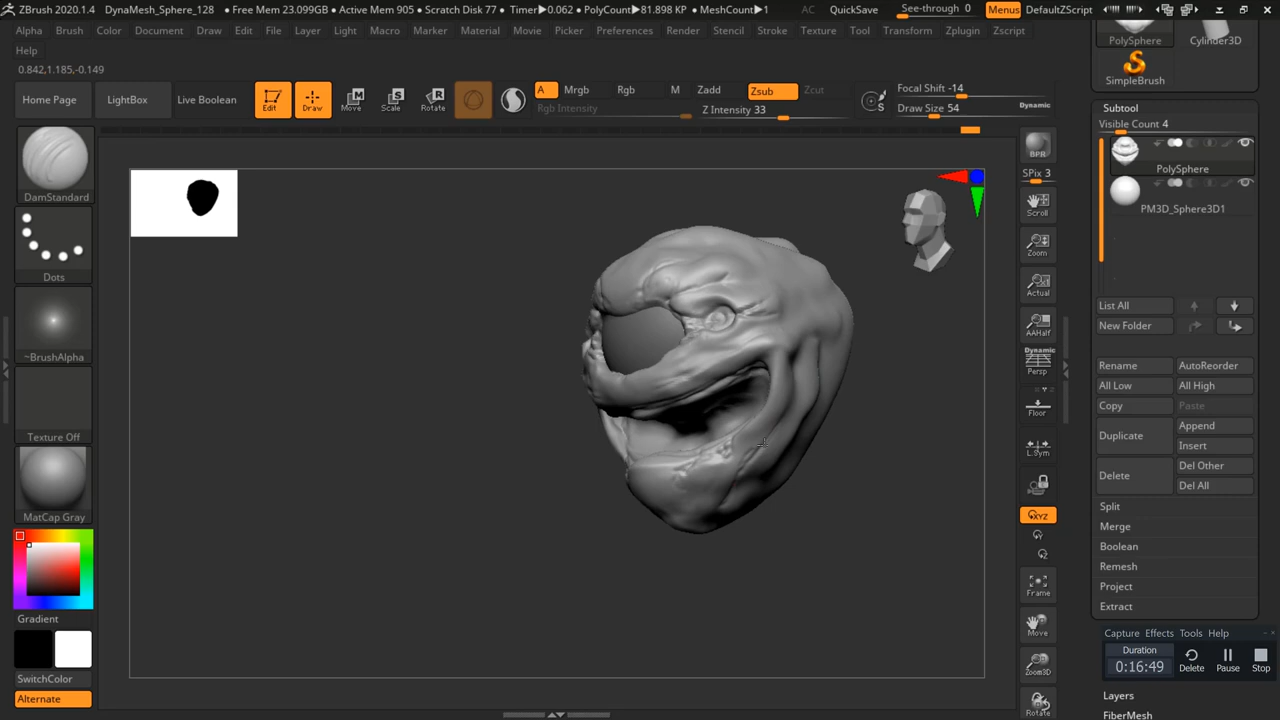 ZBrush 2020.1.4 DynaMesh_Sphere_128 • Free Mem 23.099GB • Active Mem 905 • Scratch Disk 77 • Timer▶0.062 • PolyCount▶81.898 KP • MeshCount▶1 AC QuickSave See-through 0 Menus DefaultZScript
Alpha Brush Color Document Draw Edit File Layer Light Macro Marker Material Movie Picker Preferences Render Stencil Stroke Texture Tool Transform Zplugin Zscript
Help
0.842,1.185,-0.149
Home Page LightBox Live Boolean Edit Draw Move Scale Rotate A Mrgb Rgb M Zadd Zsub Zcut Focal Shift -14
Rgb Intensity Z Intensity 33 Draw Size 54 Dynamic
DamStandard
Dots
~BrushAlpha
Texture Off
MatCap Gray
Gradient
SwitchColor
Alternate
BPR
SPix 3
Scroll
Zoom
Actual
AAHalf
Dynamic
Persp
Floor
L.Sym
XYZ
Y
Z
Frame
Move
Zoom3D
Rotate
S
PolySphere Cylinder3D
SimpleBrush
Subtool
Visible Count 4
PolySphere
PM3D_Sphere3D1
List All
New Folder
Rename AutoReorder
All Low All High
Copy Paste
Duplicate Append
Insert
Delete Del Other
Del All
Split
Merge
Boolean
Remesh
Project
Extract
Capture Effects Tools Help
Duration
0:16:49 Delete Pause Stop
Layers
FiberMesh